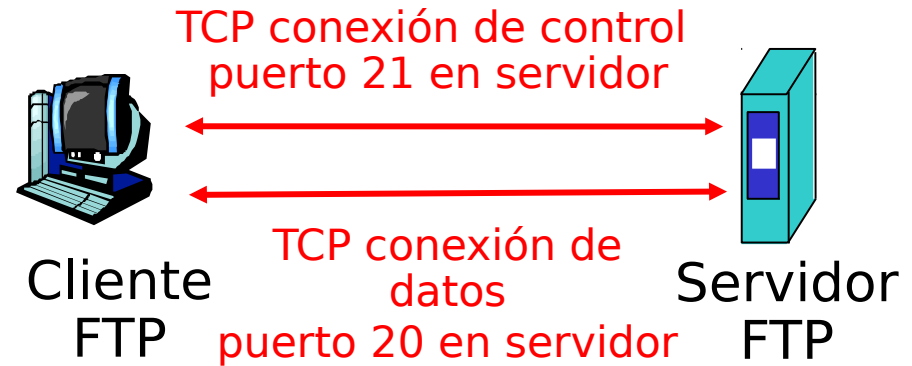 TCP conexión de control
puerto 21 en servidor
TCP conexión de
datos
puerto 20 en servidor
Cliente
FTP
Servidor
FTP